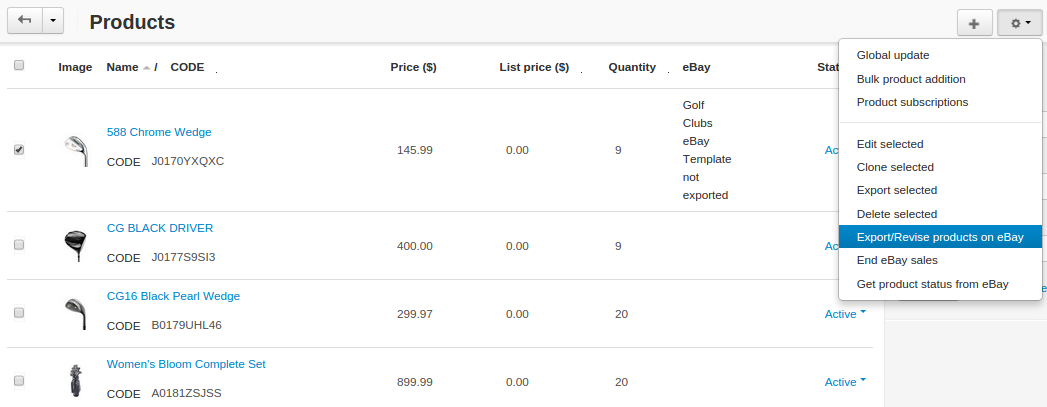 Products
Image Name / CODE Price ($) List price ($) Quantity eBay Stat
Global update
Bulk product addition
Product subscriptions
Edit selected
Clone selected
Export selected
Delete selected
Export/Revise products on eBay
End eBay sales
Get product status from eBay
588 Chrome Wedge
CODE J0170YXQXC
145.99 0.00 9
Golf
Clubs
eBay
Template
not
exported
Ac
CG BLACK DRIVER
CODE J0177S9SI3
400.00 0.00 9 Ac
CG16 Black Pearl Wedge
CODE B0179UHL46
299.97 0.00 20 Active
Women's Bloom Complete Set
CODE A0181ZSJSS
899.99 0.00 20 Active